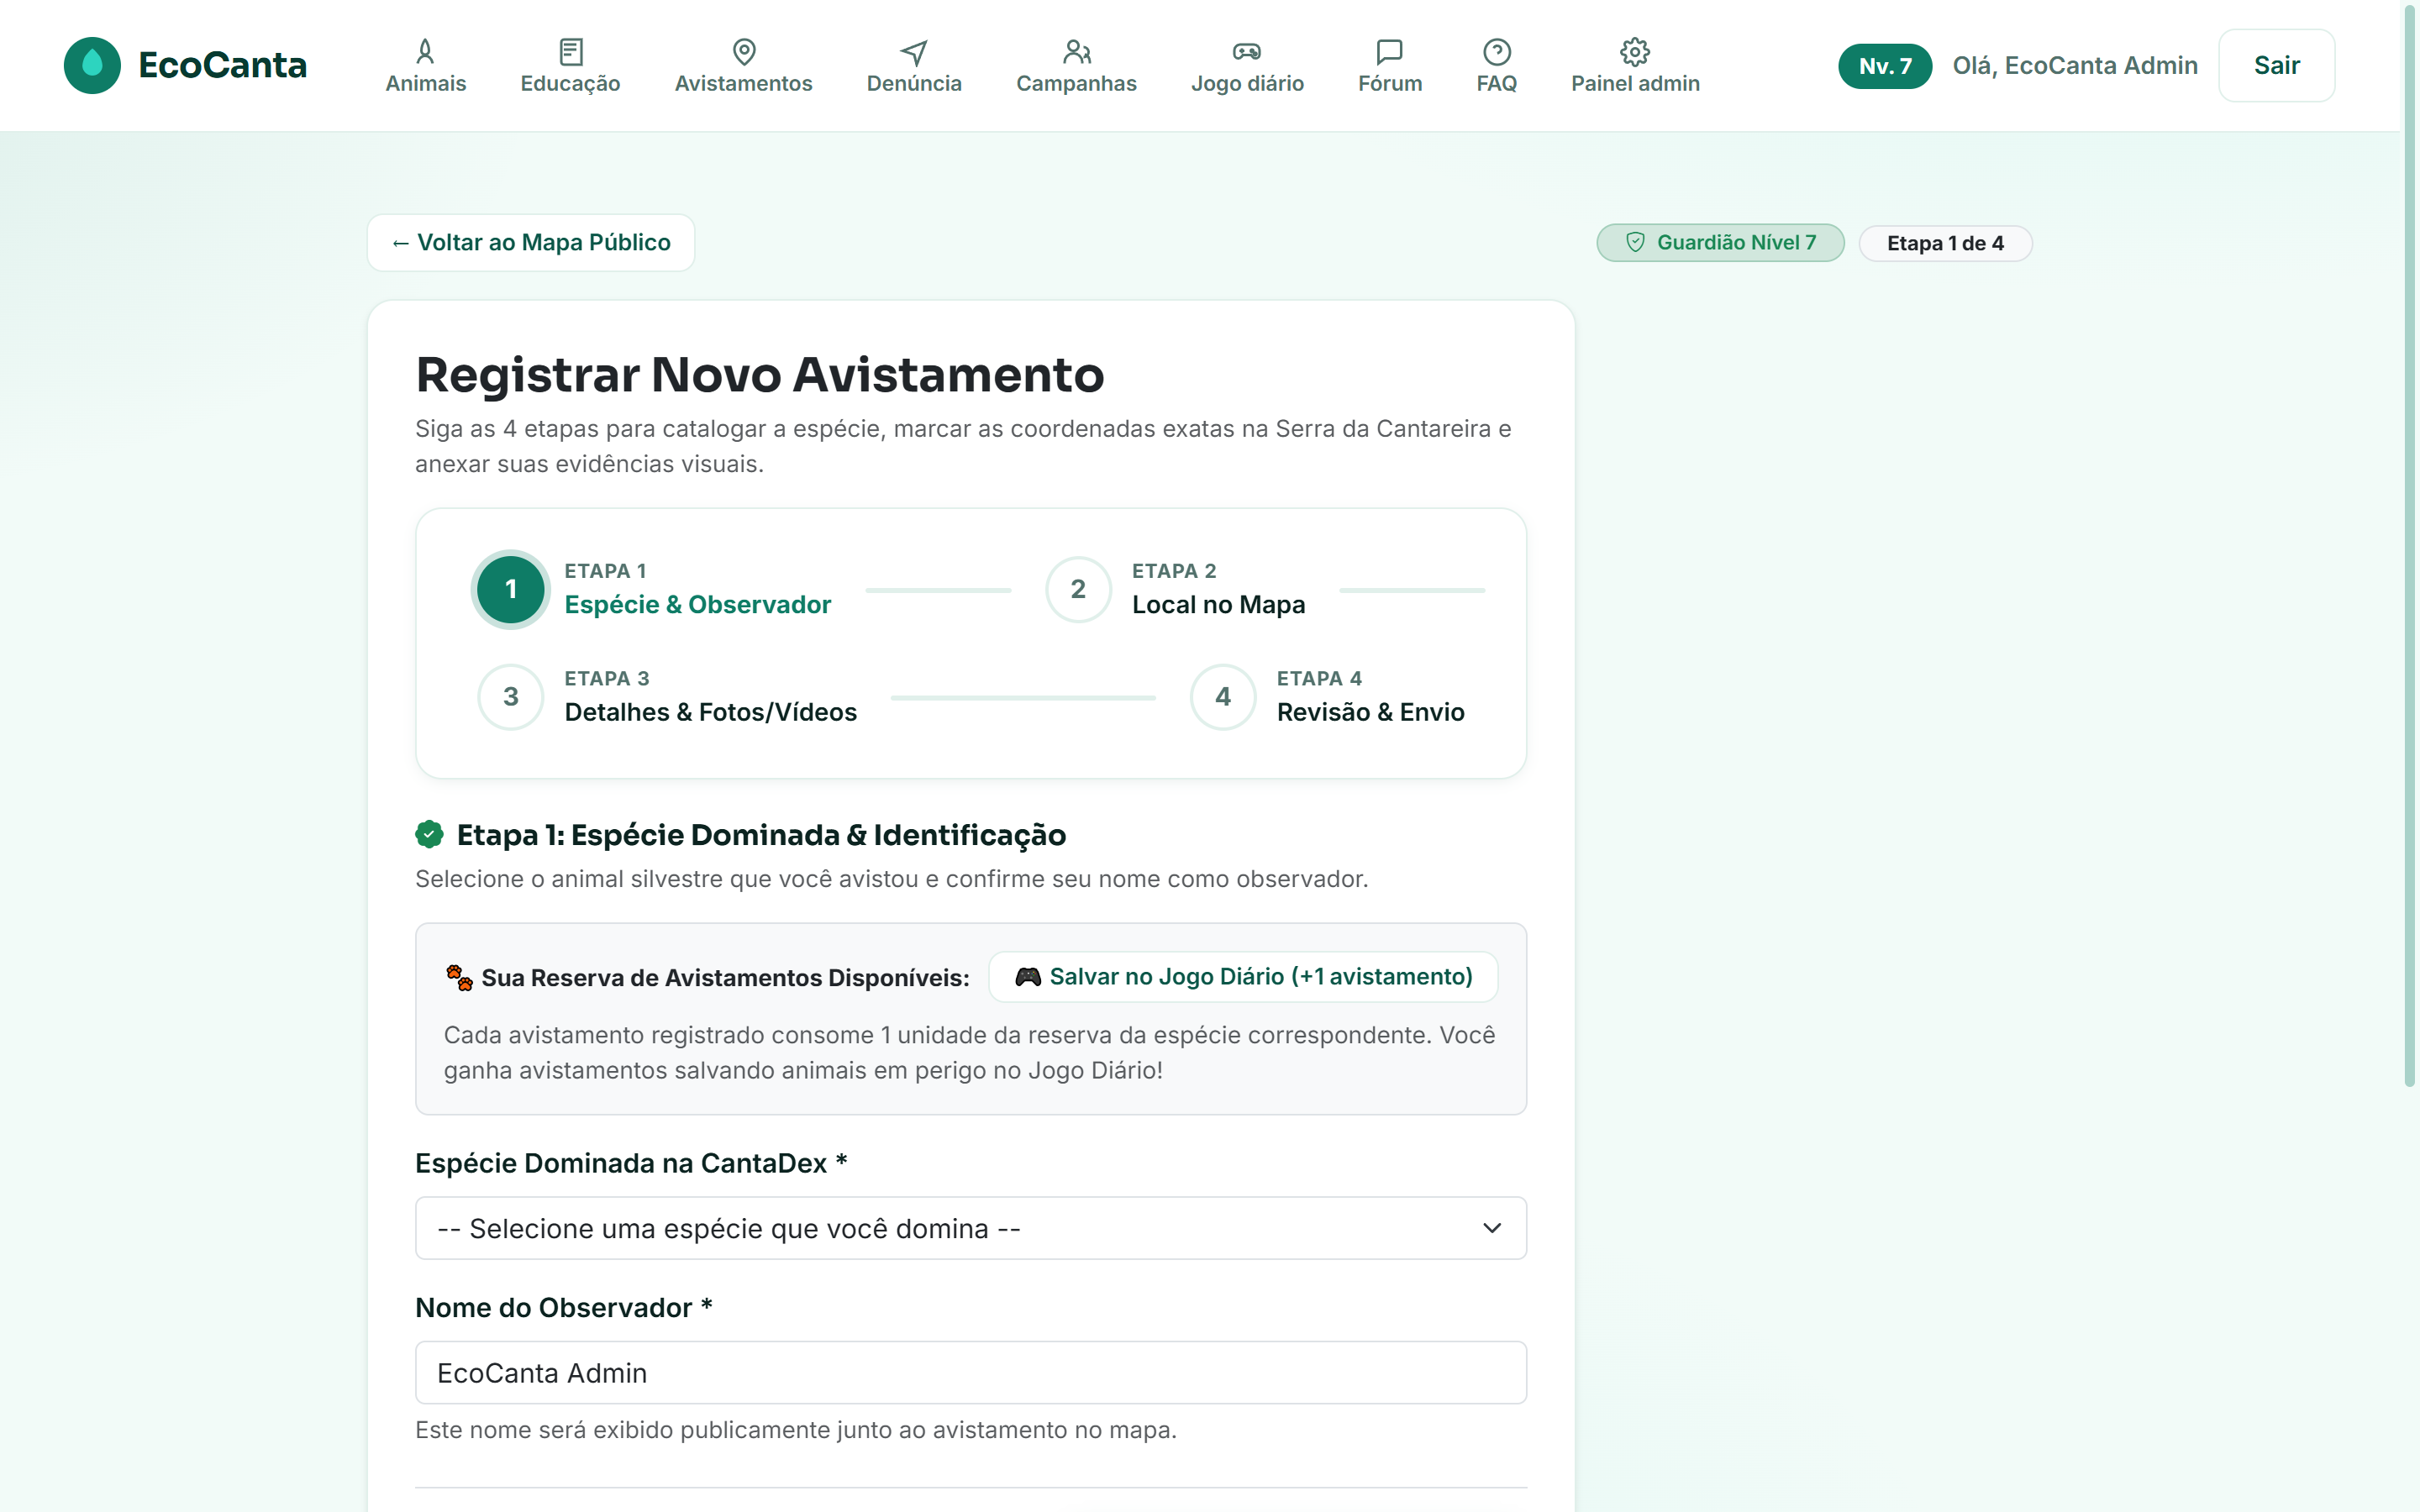 EcoCanta
Animais
Educação
Avistamentos
Denúncia
Campanhas
Jogo diário
Fórum
FAQ
Painel admin
Nv. 7
Olá, EcoCanta Admin
Sair
← Voltar ao Mapa Público
Guardião Nível 7
Etapa 1 de 4
Registrar Novo Avistamento
Siga as 4 etapas para catalogar a espécie, marcar as coordenadas exatas na Serra da Cantareira e
anexar suas evidências visuais.
1
ETAPA 1
Espécie & Observador
2
ETAPA 2
Local no Mapa
3
ETAPA 3
Detalhes & Fotos/Vídeos
4
ETAPA 4
Revisão & Envio
Etapa 1: Espécie Dominada & Identificação
Selecione o animal silvestre que você avistou e confirme seu nome como observador.
🐾 Sua Reserva de Avistamentos Disponíveis:
🎮 Salvar no Jogo Diário (+1 avistamento)
Cada avistamento registrado consome 1 unidade da reserva da espécie correspondente. Você
ganha avistamentos salvando animais em perigo no Jogo Diário!
Espécie Dominada na CantaDex *
-- Selecione uma espécie que você domina --
Nome do Observador *
EcoCanta Admin
Este nome será exibido publicamente junto ao avistamento no mapa.